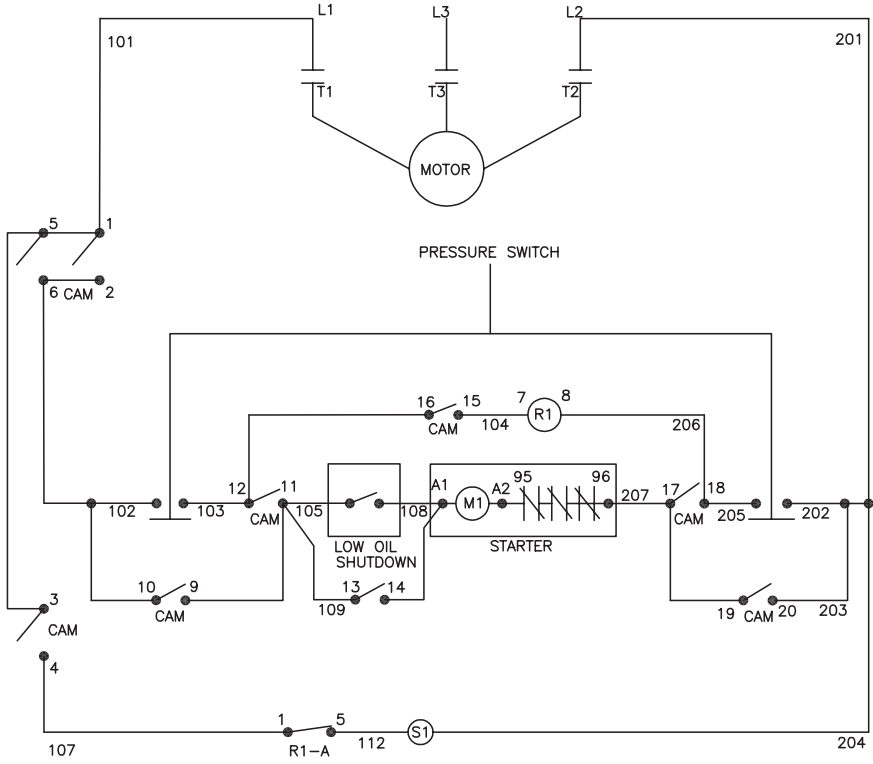 L1
L3
L2
101
201
T1
T3
T2
MOTOR
5
1
PRESSURE SWITCH
6
CAM
2
16
15
7
8
CAM
104
R1
206
12
11
A1
A2
95
96
207
17
18
M1
102
103
CAM
105
108
CAM
205
202
LOW OIL
SHUTDOWN
STARTER
10
9
13
14
CAM
109
19
CAM
20
203
3
CAM
4
1
5
S1
107
R1-A
112
204